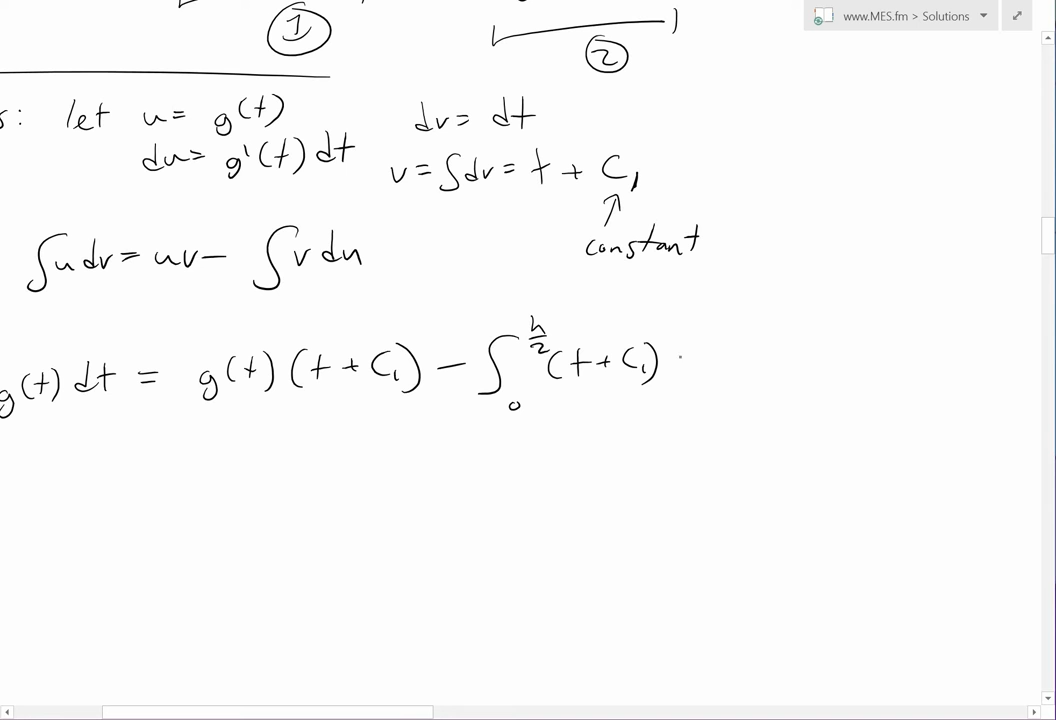 www.MES.fm > Solutions
①
②
s: let u = g(t)
dv = dt
du = g'(t) dt
v = ∫dv = t + C₁
↑
constant
∫u dv = uv - ∫v du
g(t) dt = g(t)(t + C₁) - ∫₀^(h/2) (t + C₁)